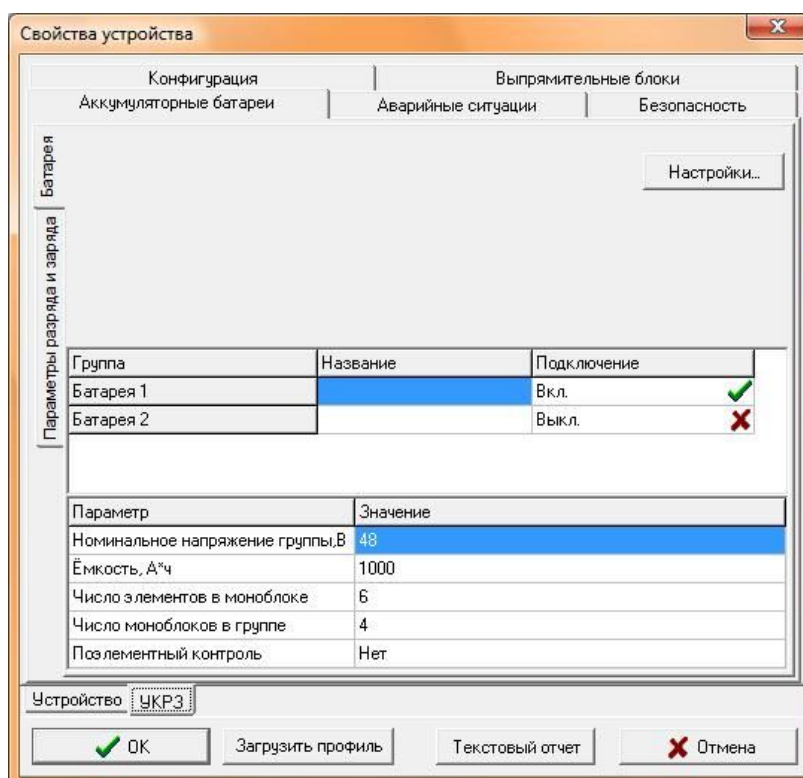 Свойства устройства
Конфигурация Выпрямительные блоки
Аккумуляторные батареи Аварийные ситуации Безопасность
Батарея
Параметры разряда и заряда
Настройки...
Группа Название Подключение
Батарея 1 Вкл.
Батарея 2 Выкл.
Параметр Значение
Номинальное напряжение группы,В 48
Ёмкость, А*ч 1000
Число элементов в моноблоке 6
Число моноблоков в группе 4
Поэлементный контроль Нет
Устройство УКРЗ
OK Загрузить профиль Текстовый отчет Отмена